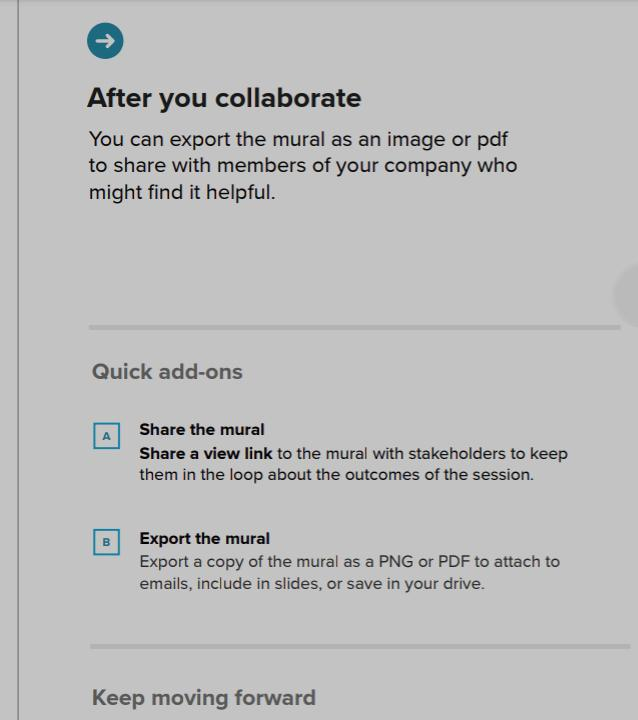 After you collaborate
You can export the mural as an image or pdf
to share with members of your company who
might find it helpful.
Quick add-ons
A
Share the mural
Share a view link to the mural with stakeholders to keep
them in the loop about the outcomes of the session.
B
Export the mural
Export a copy of the mural as a PNG or PDF to attach to
emails, include in slides, or save in your drive.
Keep moving forward